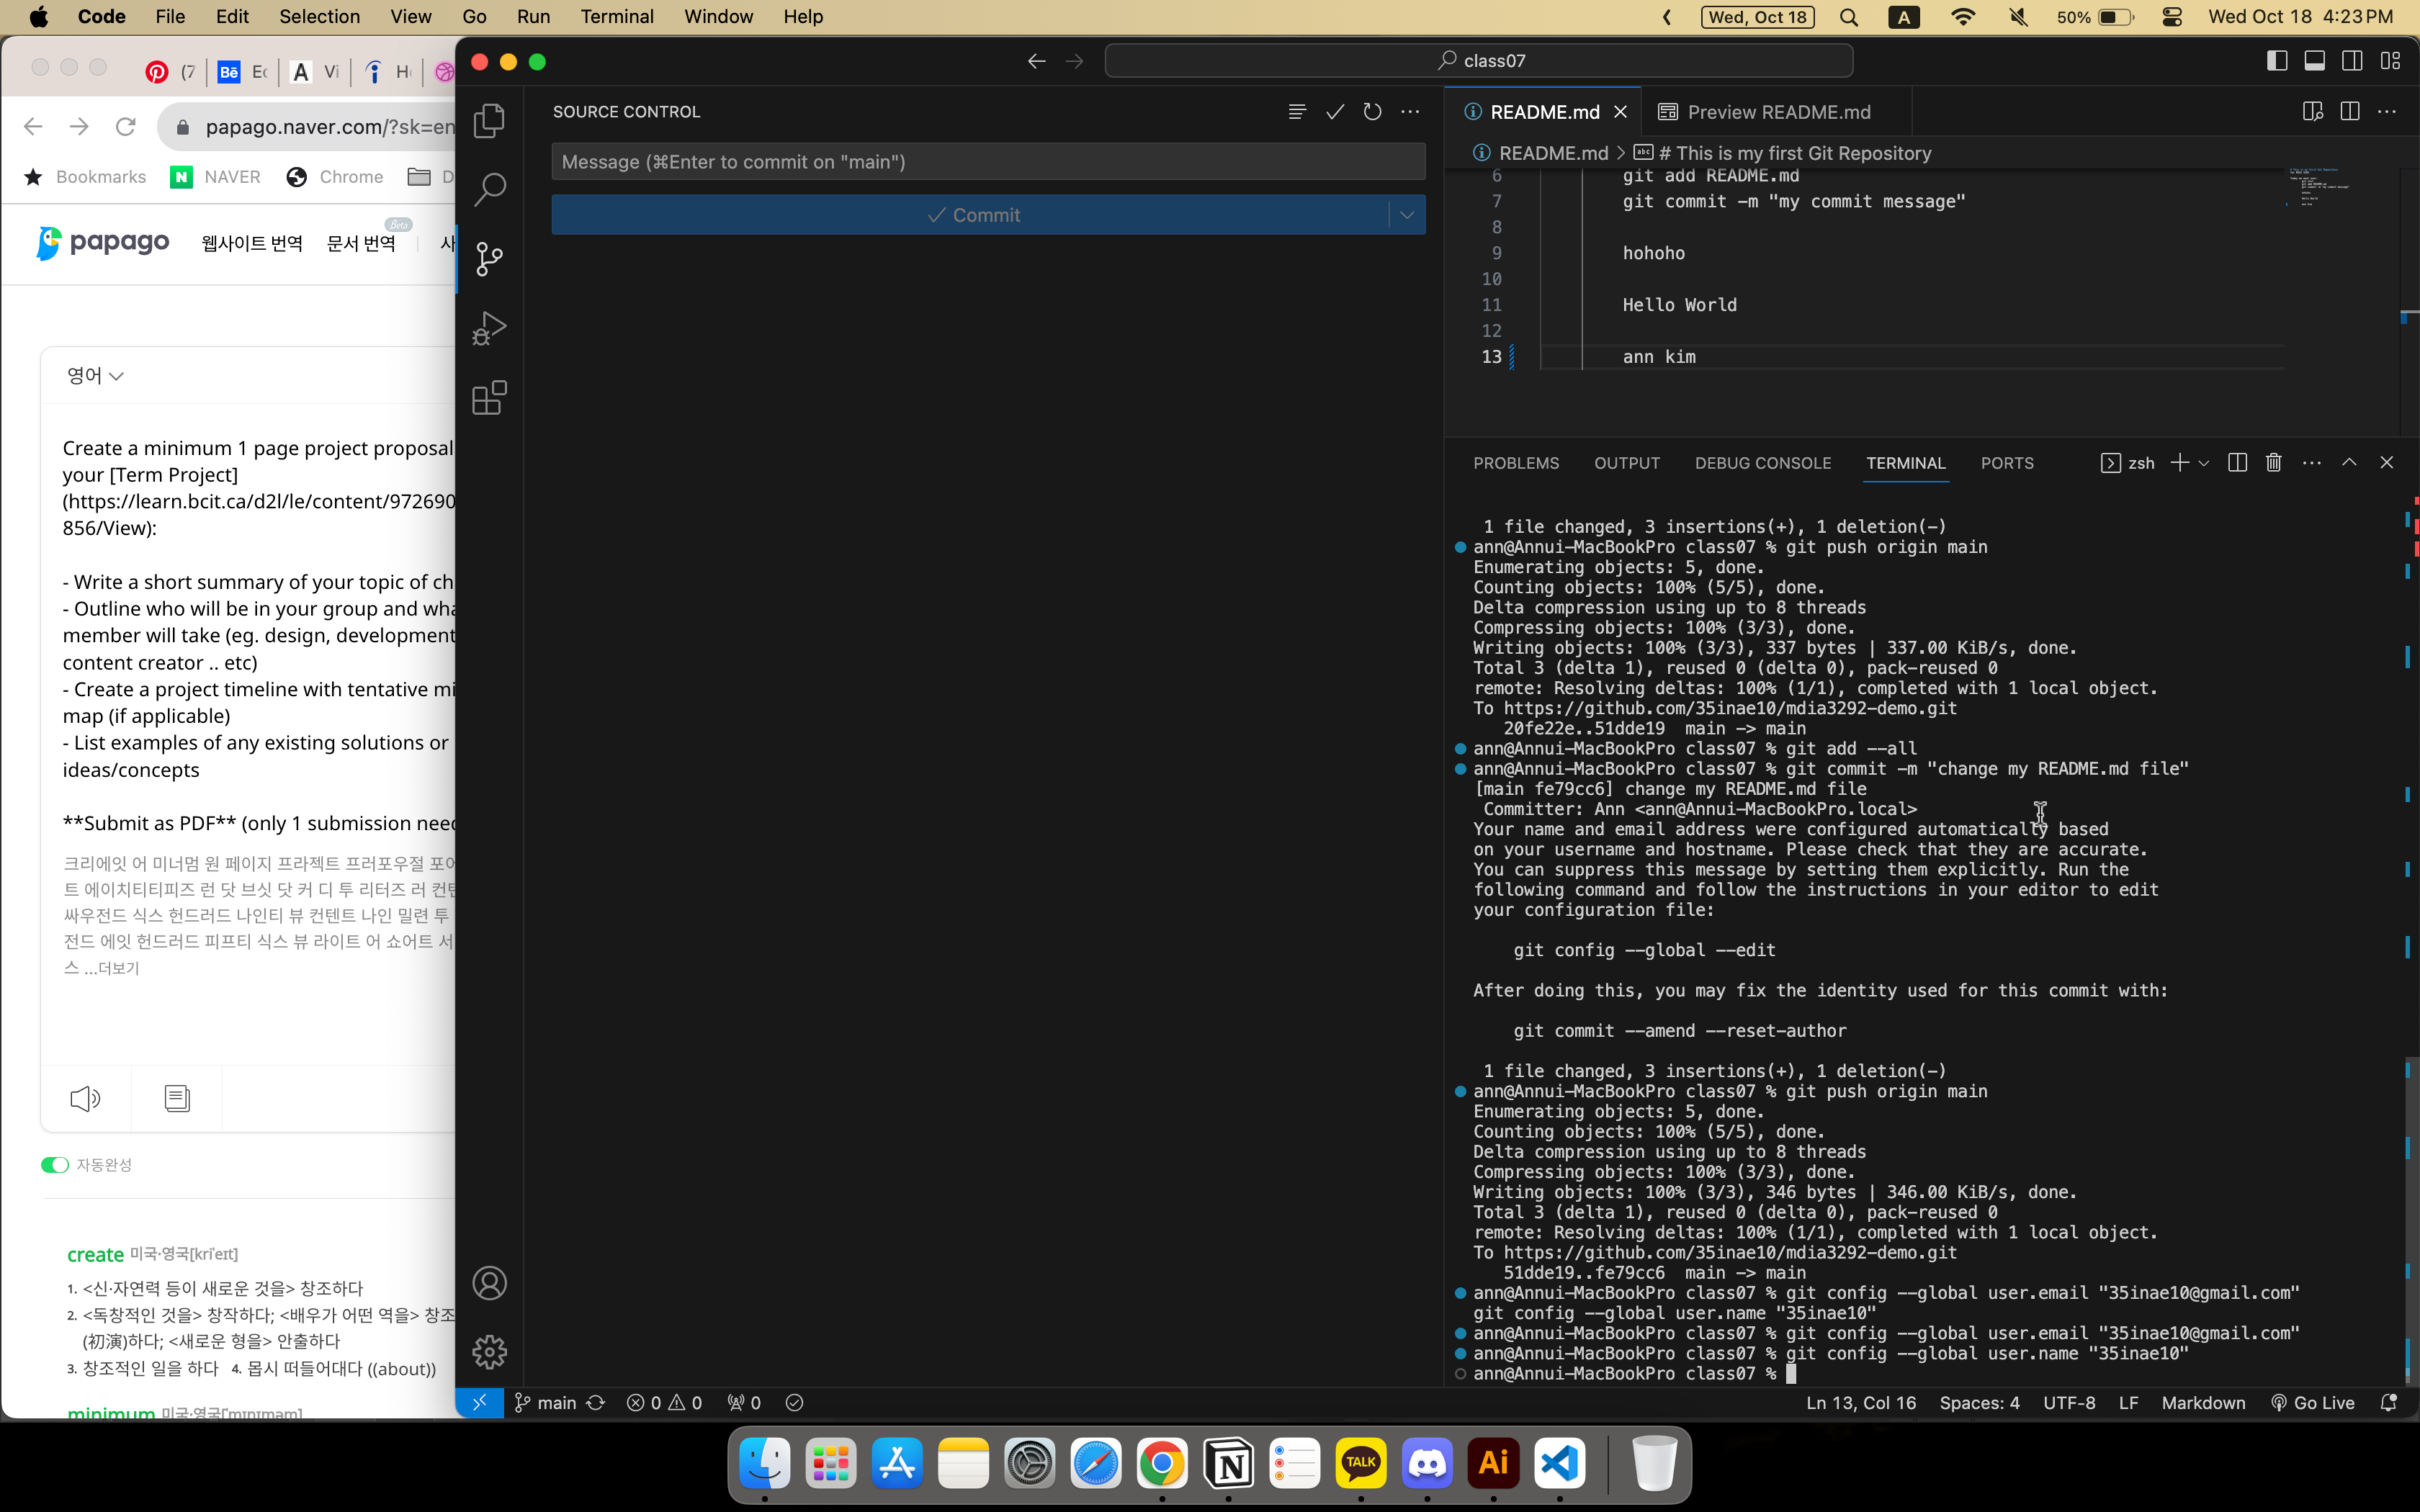 Code File Edit Selection View Go Run Terminal Window Help
Wed, Oct 18 A 50% Wed Oct 18 4:23 PM
(7 Bē A Vi
papago.naver.com/?sk=en
Bookmarks N NAVER Chrome
papago 웹사이트 번역 문서 번역 Beta
영어
Create a minimum 1 page project proposal
your [Term Project]
(https://learn.bcit.ca/d2l/le/content/972690
856/View):
- Write a short summary of your topic of ch
- Outline who will be in your group and wha
member will take (eg. design, development
content creator .. etc)
- Create a project timeline with tentative mi
map (if applicable)
- List examples of any existing solutions or
ideas/concepts
**Submit as PDF** (only 1 submission need
크리에잇 어 미너멈 원 페이지 프라젝트 프러포우절 포어
트 에이치티티피즈 런 닷 브싯 닷 커 디 투 리터즈 러 컨텐
싸우전드 식스 헌드러드 나인티 뷰 컨텐트 나인 밀련 투
전드 에잇 헌드러드 피프티 식스 뷰 라이트 어 쇼어트 서
스 ...더보기
자동완성
create 미국·영국[kriˈeɪt]
1. <신·자연력 등이 새로운 것을> 창조하다
2. <독창적인 것을> 창작하다; <배우가 어떤 역을> 창조
(初演)하다; <새로운 형을> 안출하다
3. 창조적인 일을 하다 4. 몹시 떠들어대다 ((about))
minimum 미국·영국[ˈmɪnɪməm]
class07
SOURCE CONTROL
Message (⌘Enter to commit on "main")
Commit
README.md Preview README.md
README.md > # This is my first Git Repository
6 git add README.md
7 git commit -m "my commit message"
8
9 hohoho
10
11 Hello World
12
13 ann kim
PROBLEMS OUTPUT DEBUG CONSOLE TERMINAL PORTS zsh
1 file changed, 3 insertions(+), 1 deletion(-)
ann@Annui-MacBookPro class07 % git push origin main
Enumerating objects: 5, done.
Counting objects: 100% (5/5), done.
Delta compression using up to 8 threads
Compressing objects: 100% (3/3), done.
Writing objects: 100% (3/3), 337 bytes | 337.00 KiB/s, done.
Total 3 (delta 1), reused 0 (delta 0), pack-reused 0
remote: Resolving deltas: 100% (1/1), completed with 1 local object.
To https://github.com/35inae10/mdia3292-demo.git
20fe22e..51dde19 main -> main
ann@Annui-MacBookPro class07 % git add --all
ann@Annui-MacBookPro class07 % git commit -m "change my README.md file"
[main fe79cc6] change my README.md file
Committer: Ann <ann@Annui-MacBookPro.local>
Your name and email address were configured automatically based
on your username and hostname. Please check that they are accurate.
You can suppress this message by setting them explicitly. Run the
following command and follow the instructions in your editor to edit
your configuration file:
git config --global --edit
After doing this, you may fix the identity used for this commit with:
git commit --amend --reset-author
1 file changed, 3 insertions(+), 1 deletion(-)
ann@Annui-MacBookPro class07 % git push origin main
Enumerating objects: 5, done.
Counting objects: 100% (5/5), done.
Delta compression using up to 8 threads
Compressing objects: 100% (3/3), done.
Writing objects: 100% (3/3), 346 bytes | 346.00 KiB/s, done.
Total 3 (delta 1), reused 0 (delta 0), pack-reused 0
remote: Resolving deltas: 100% (1/1), completed with 1 local object.
To https://github.com/35inae10/mdia3292-demo.git
51dde19..fe79cc6 main -> main
ann@Annui-MacBookPro class07 % git config --global user.email "35inae10@gmail.com"
git config --global user.name "35inae10"
ann@Annui-MacBookPro class07 % git config --global user.email "35inae10@gmail.com"
ann@Annui-MacBookPro class07 % git config --global user.name "35inae10"
ann@Annui-MacBookPro class07 %
main 0 0 0 Ln 13, Col 16 Spaces: 4 UTF-8 LF Markdown Go Live
TALK Ai